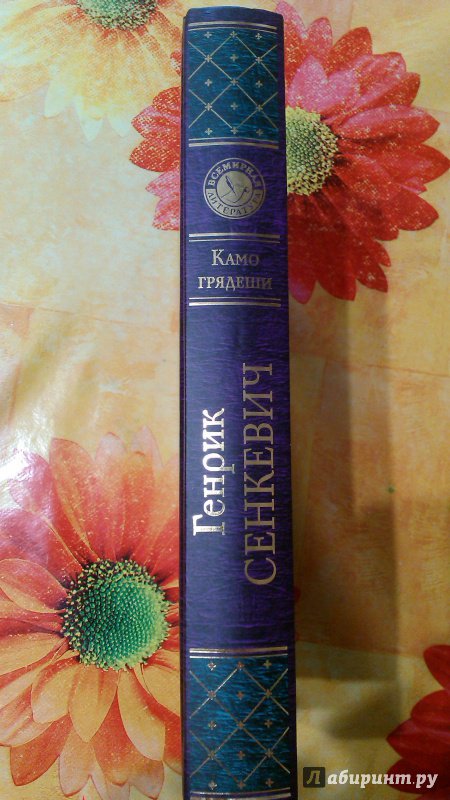 ВСЕМИРНАЯ
ЛИТЕРАТУРА
Камо
грядеши
Генрик
СЕНКЕВИЧ
Лабиринт.ру